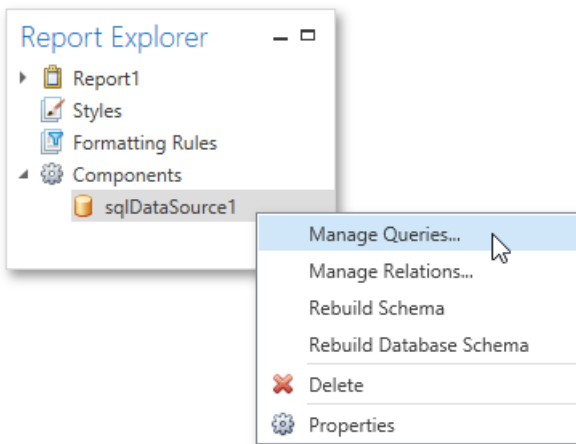 Report Explorer
Report1
Styles
Formatting Rules
Components
sqlDataSource1
Manage Queries...
Manage Relations...
Rebuild Schema
Rebuild Database Schema
Delete
Properties